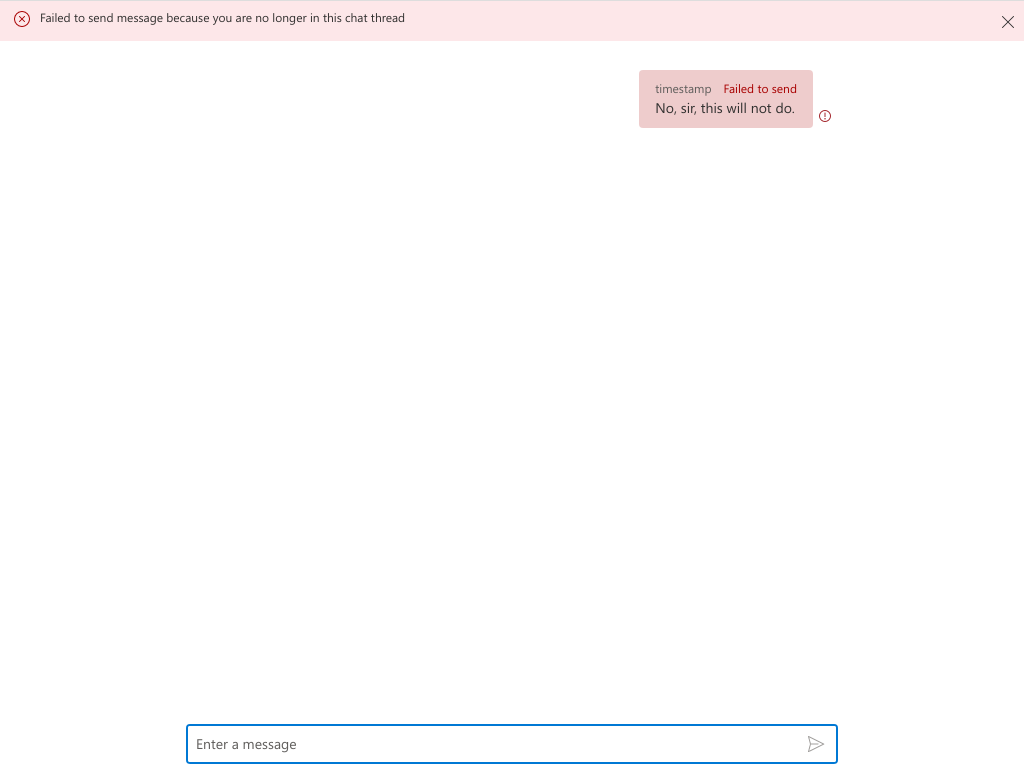 Failed to send message because you are no longer in this chat thread
timestamp Failed to send
No, sir, this will not do.
Enter a message